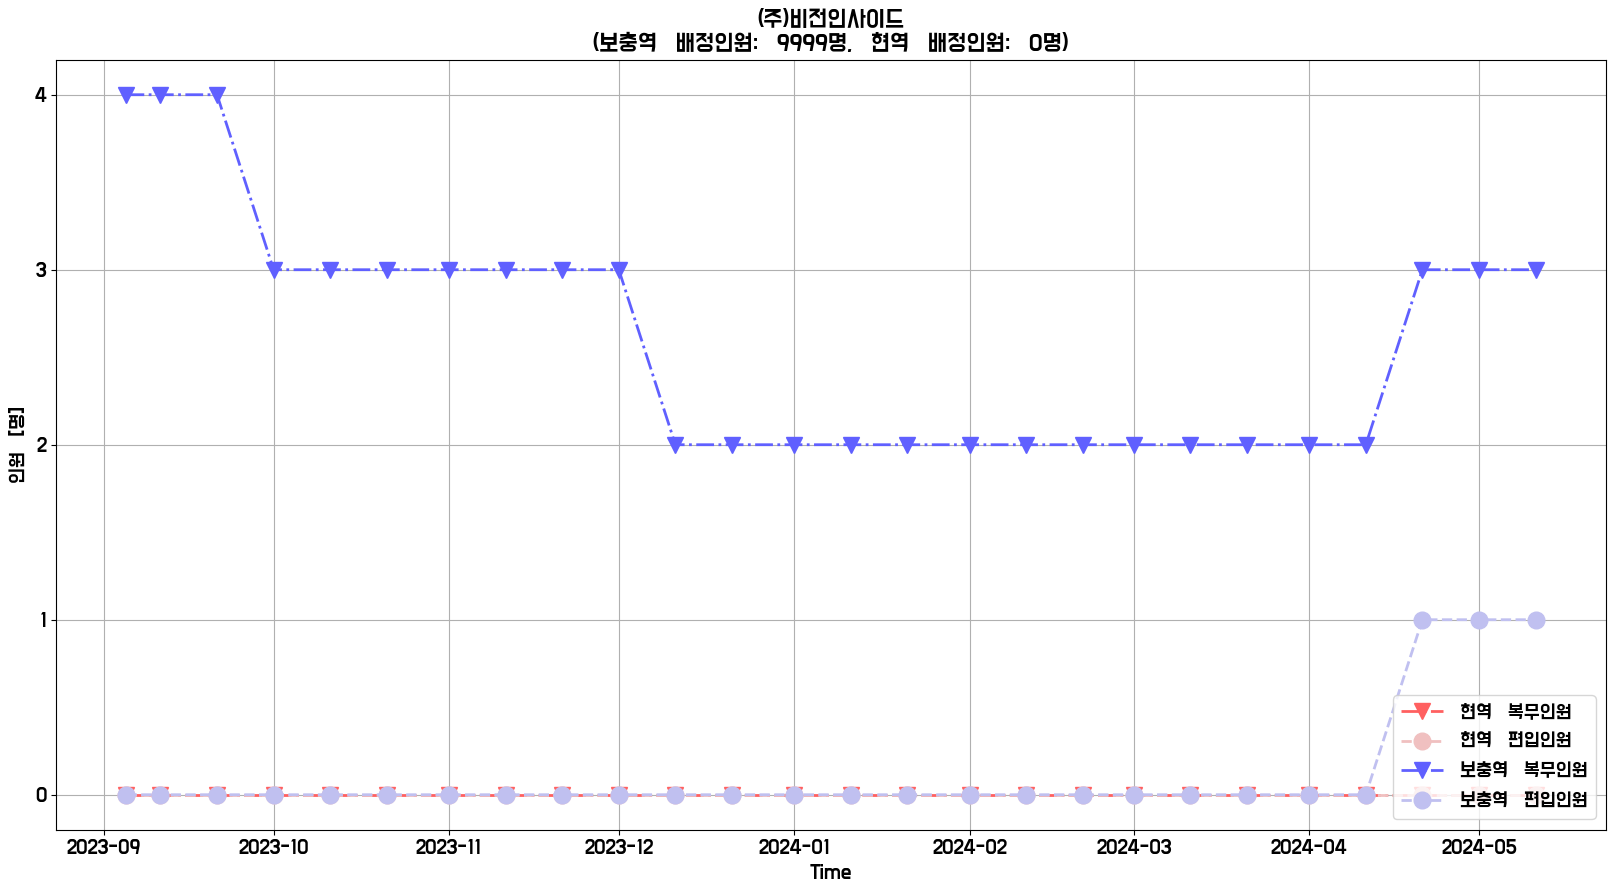 (주)비전인사이드
(보충역 배정인원: 9999명, 현역 배정인원: 0명)
4
3
2
1
0
인원 [명]
2023-09 2023-10 2023-11 2023-12 2024-01 2024-02 2024-03 2024-04 2024-05
Time
현역 복무인원
현역 편입인원
보충역 복무인원
보충역 편입인원